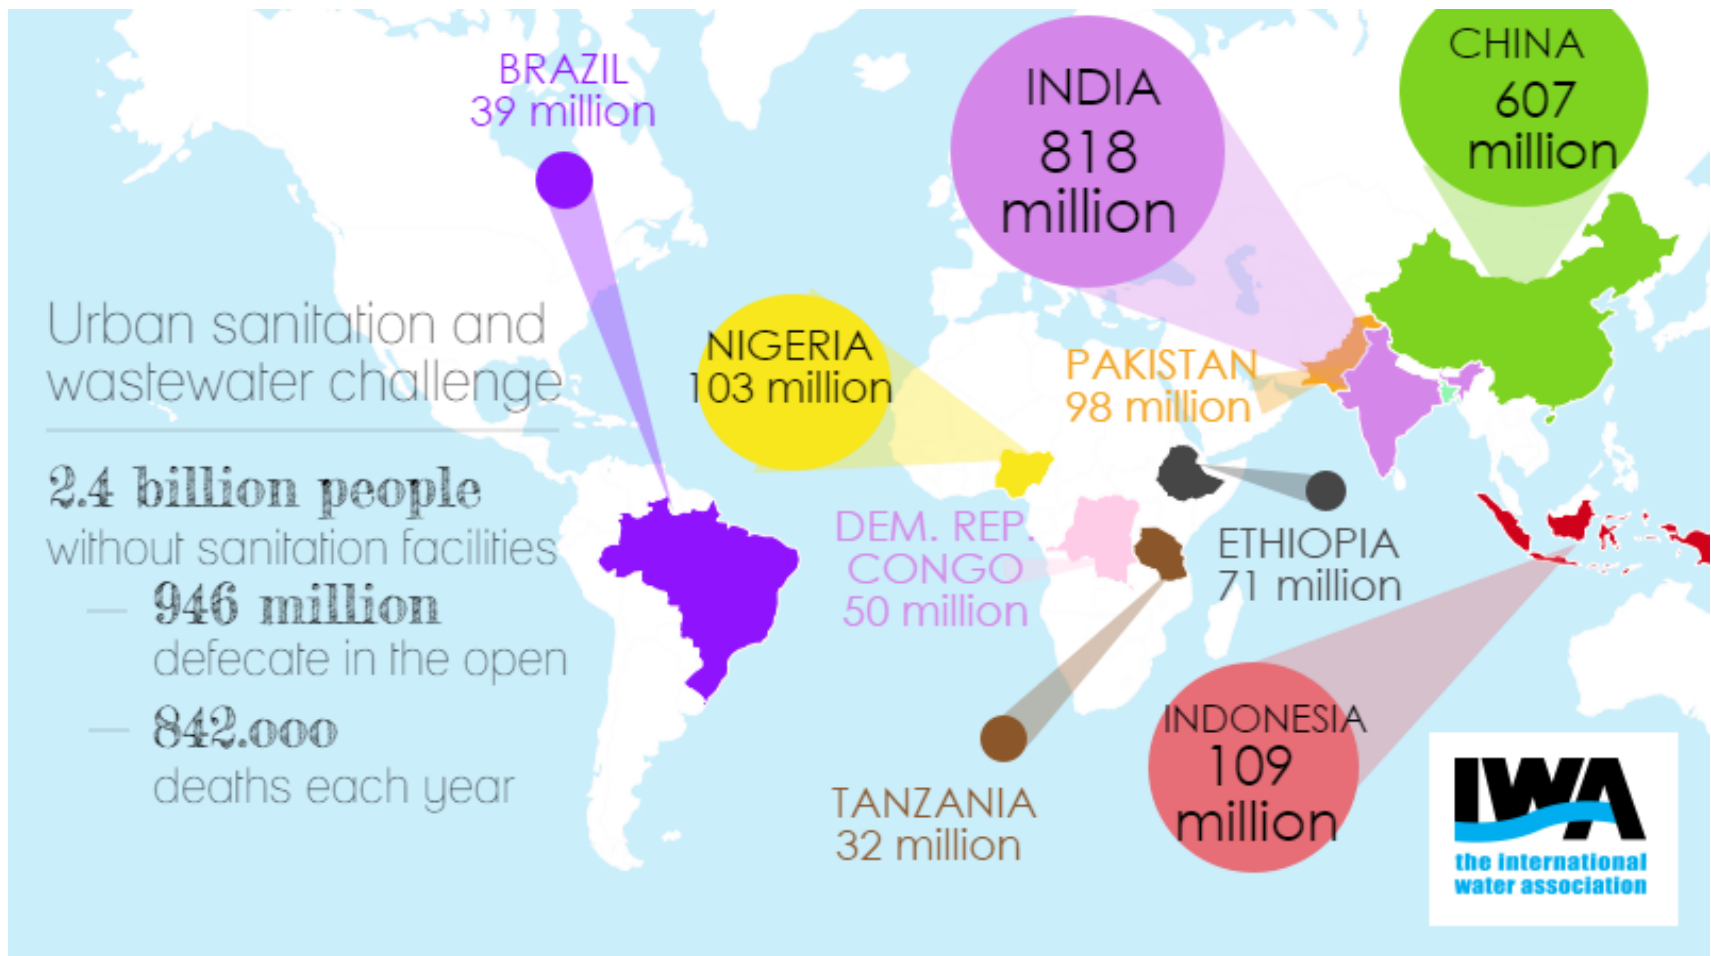 BRAZIL
39 million
INDIA
818
million
CHINA
607
million
Urban sanitation and
wastewater challenge
2.4 billion people
without sanitation facilities
946 million
defecate in the open
842.000
deaths each year
NIGERIA
103 million
PAKISTAN
98 million
DEM. REP.
CONGO
50 million
ETHIOPIA
71 million
TANZANIA
32 million
INDONESIA
109
million
IWA
the international
water association